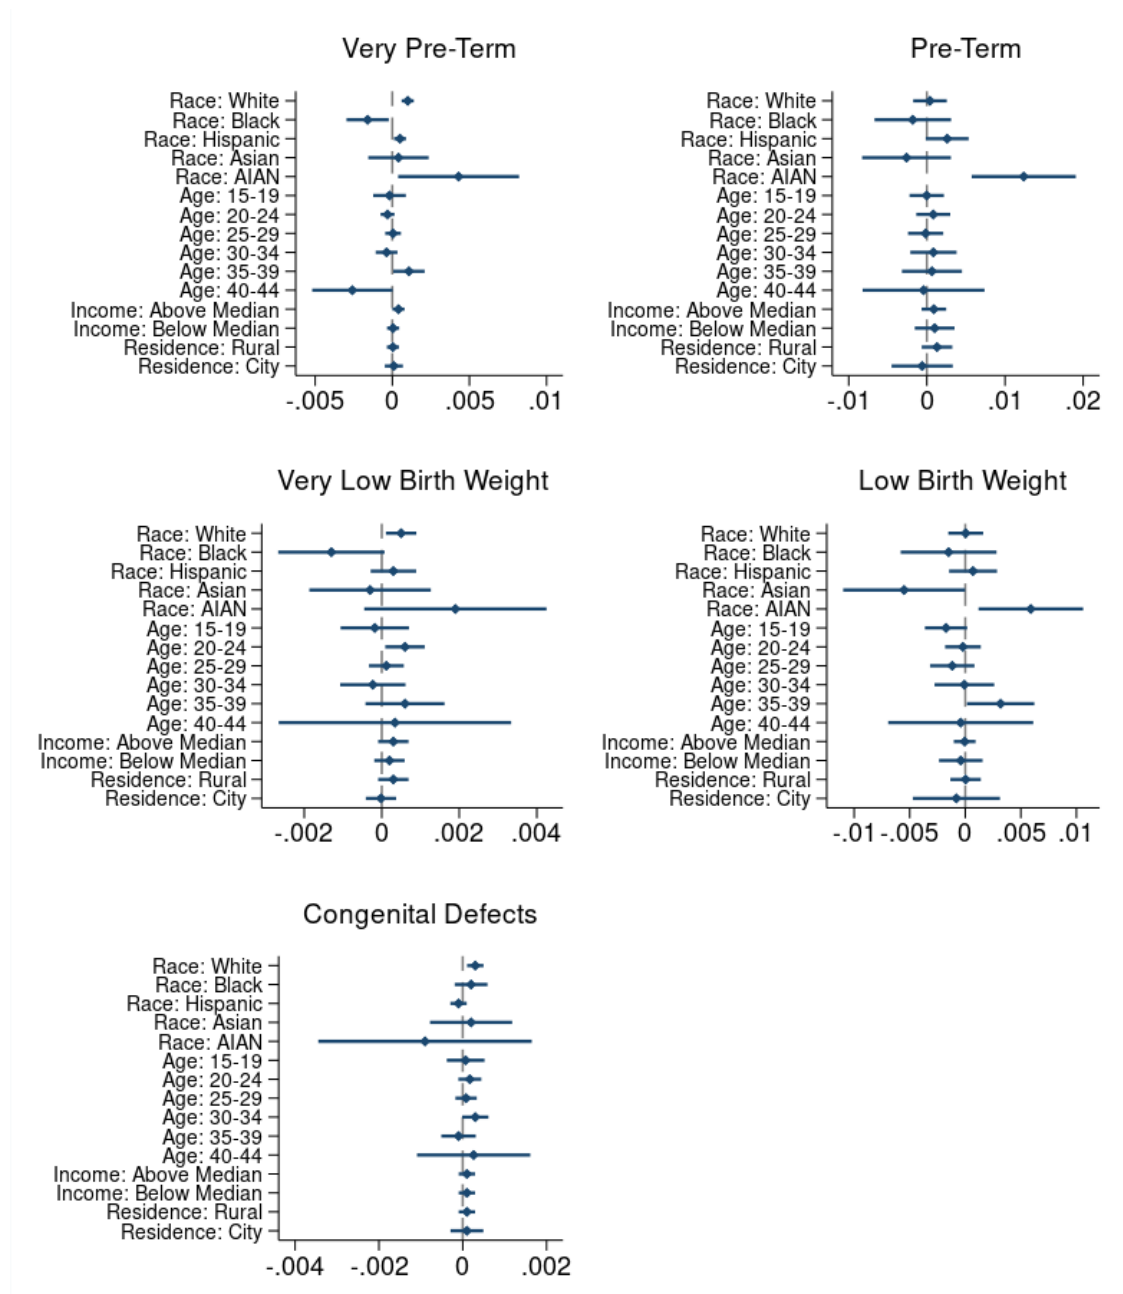 Very Pre-Term
Race: White
Race: Black
Race: Hispanic
Race: Asian
Race: AIAN
Age: 15-19
Age: 20-24
Age: 25-29
Age: 30-34
Age: 35-39
Age: 40-44
Income: Above Median
Income: Below Median
Residence: Rural
Residence: City
-.005 0 .005 .01
Pre-Term
Race: White
Race: Black
Race: Hispanic
Race: Asian
Race: AIAN
Age: 15-19
Age: 20-24
Age: 25-29
Age: 30-34
Age: 35-39
Age: 40-44
Income: Above Median
Income: Below Median
Residence: Rural
Residence: City
-.01 0 .01 .02
Very Low Birth Weight
Race: White
Race: Black
Race: Hispanic
Race: Asian
Race: AIAN
Age: 15-19
Age: 20-24
Age: 25-29
Age: 30-34
Age: 35-39
Age: 40-44
Income: Above Median
Income: Below Median
Residence: Rural
Residence: City
-.002 0 .002 .004
Low Birth Weight
Race: White
Race: Black
Race: Hispanic
Race: Asian
Race: AIAN
Age: 15-19
Age: 20-24
Age: 25-29
Age: 30-34
Age: 35-39
Age: 40-44
Income: Above Median
Income: Below Median
Residence: Rural
Residence: City
-.01 -.005 0 .005 .01
Congenital Defects
Race: White
Race: Black
Race: Hispanic
Race: Asian
Race: AIAN
Age: 15-19
Age: 20-24
Age: 25-29
Age: 30-34
Age: 35-39
Age: 40-44
Income: Above Median
Income: Below Median
Residence: Rural
Residence: City
-.004 -.002 0 .002